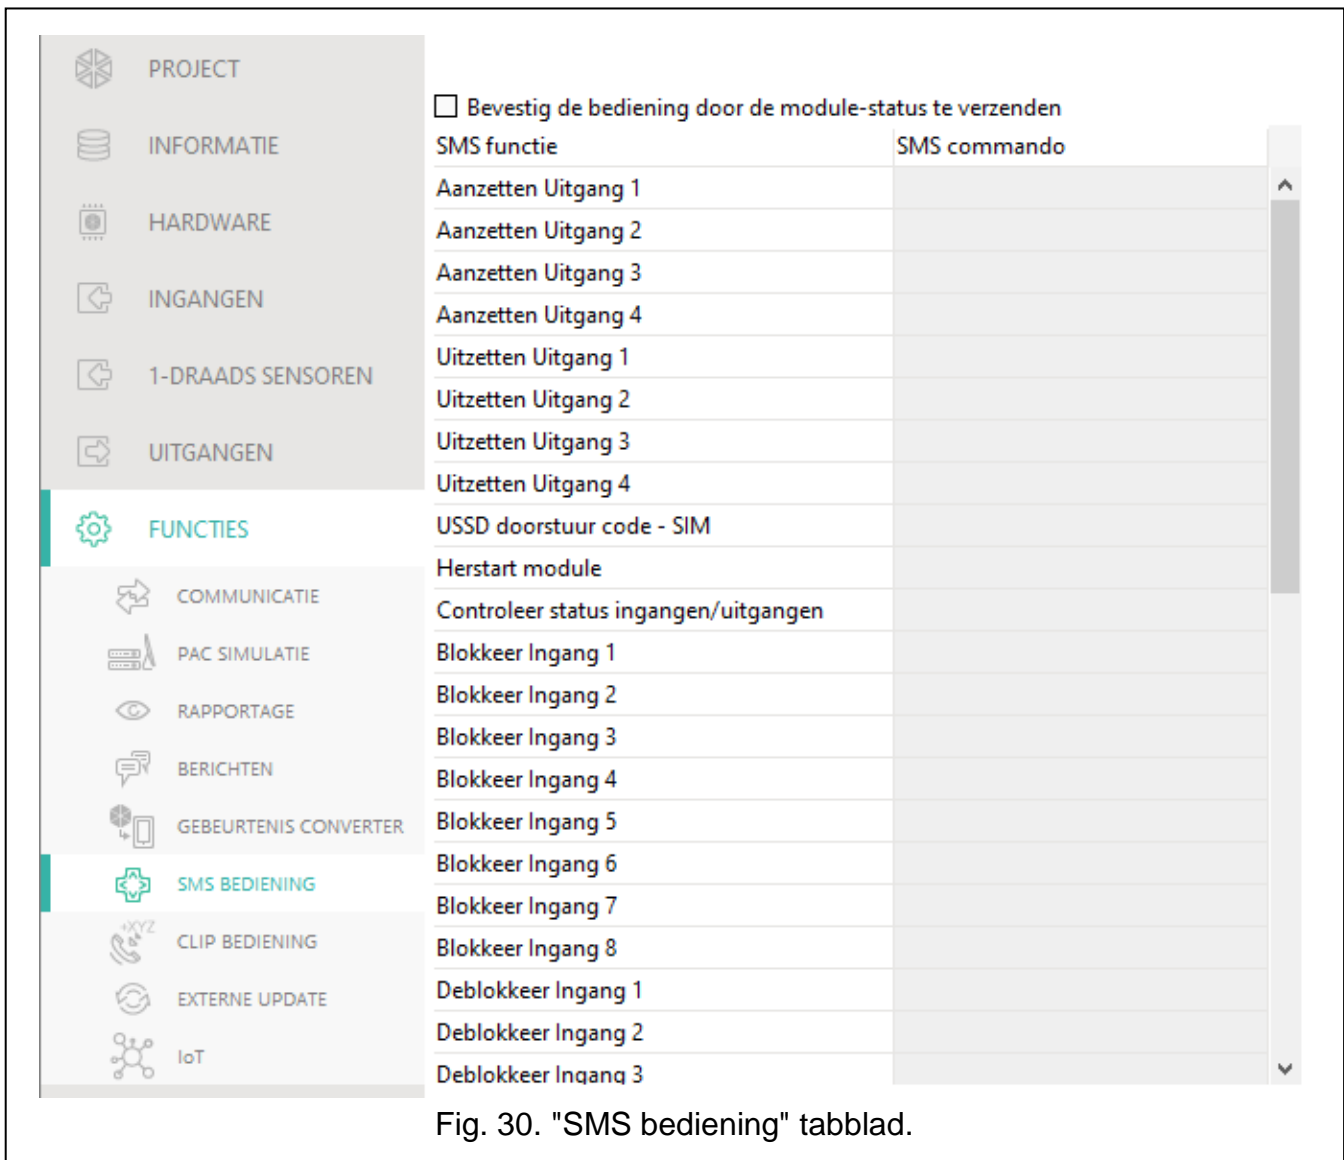 PROJECT
INFORMATIE
HARDWARE
INGANGEN
1-DRAADS SENSOREN
UITGANGEN
FUNCTIES
COMMUNICATIE
PAC SIMULATIE
RAPPORTAGE
BERICHTEN
GEBEURTENIS CONVERTER
SMS BEDIENING
+XYZ
CLIP BEDIENING
EXTERNE UPDATE
IoT
Bevestig de bediening door de module-status te verzenden
SMS functie SMS commando
Aanzetten Uitgang 1
Aanzetten Uitgang 2
Aanzetten Uitgang 3
Aanzetten Uitgang 4
Uitzetten Uitgang 1
Uitzetten Uitgang 2
Uitzetten Uitgang 3
Uitzetten Uitgang 4
USSD doorstuur code - SIM
Herstart module
Controleer status ingangen/uitgangen
Blokkeer Ingang 1
Blokkeer Ingang 2
Blokkeer Ingang 3
Blokkeer Ingang 4
Blokkeer Ingang 5
Blokkeer Ingang 6
Blokkeer Ingang 7
Blokkeer Ingang 8
Deblokkeer Ingang 1
Deblokkeer Ingang 2
Deblokkeer Ingang 3
Fig. 30. "SMS bediening" tabblad.